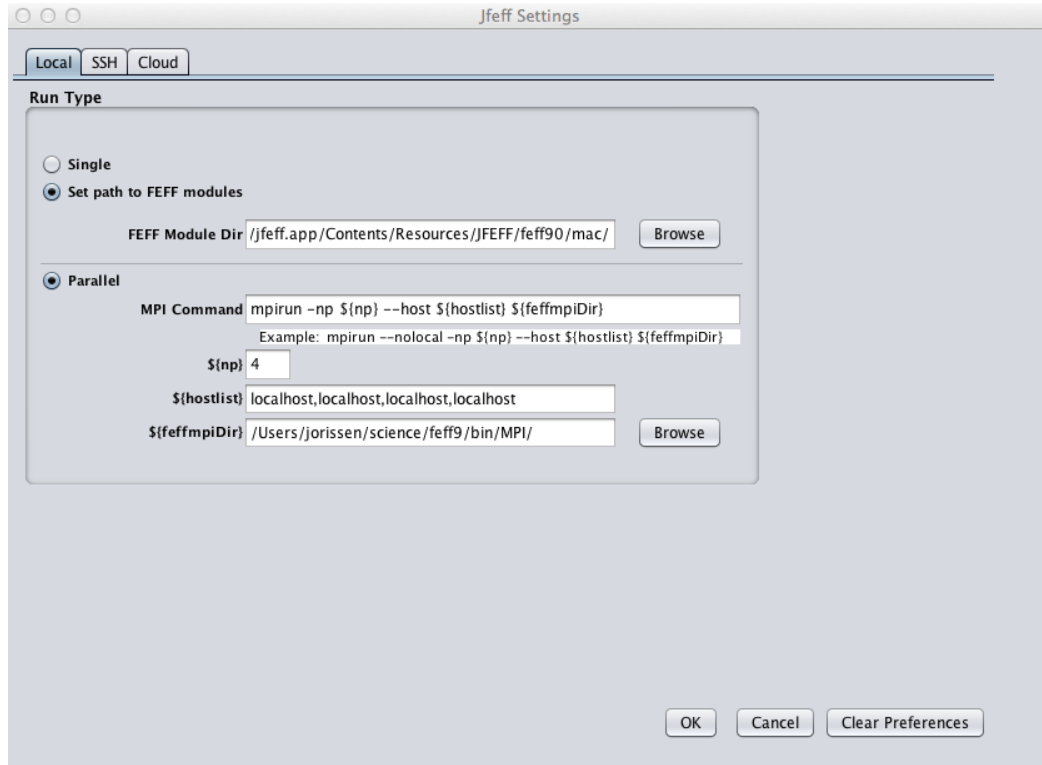 Jfeff Settings
Local SSH Cloud
Run Type
Single
Set path to FEFF modules
FEFF Module Dir /jfeff.app/Contents/Resources/JFEFF/feff90/mac/ Browse
Parallel
MPI Command mpirun -np ${np} --host ${hostlist} ${feffmpiDir}
Example: mpirun --nolocal -np ${np} --host ${hostlist} ${feffmpiDir}
${np} 4
${hostlist} localhost,localhost,localhost,localhost
${feffmpiDir} /Users/jorissen/science/feff9/bin/MPI/ Browse
OK Cancel Clear Preferences